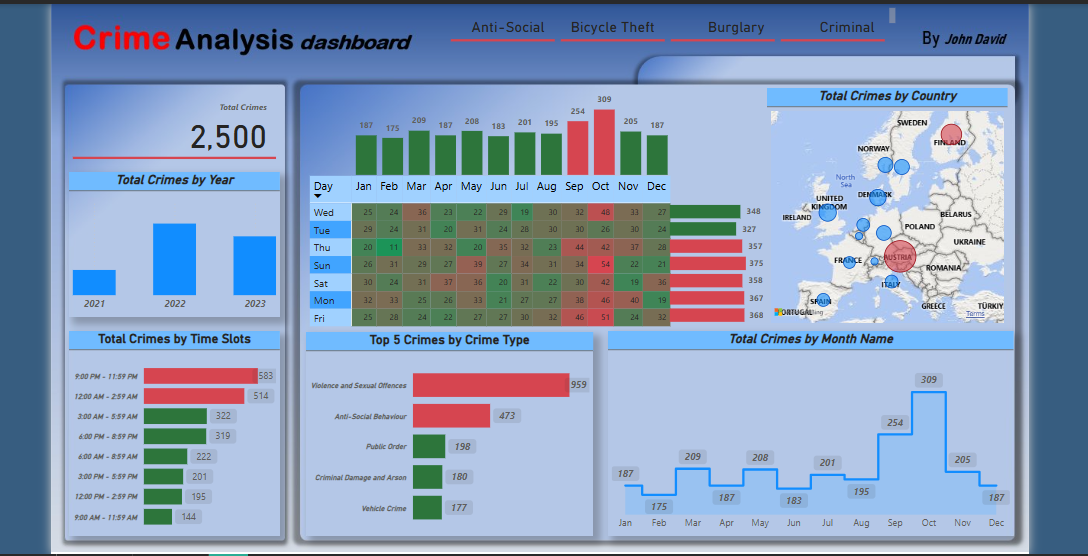 Crime Analysis dashboard
Anti-Social Bicycle Theft Burglary Criminal
By John David
Total Crimes
2,500
Total Crimes by Year
2021 2022 2023
187 175 209 187 208 183 201 195 254 309 205 187
Day Jan Feb Mar Apr May Jun Jul Aug Sep Oct Nov Dec
Wed 25 24 36 23 22 29 19 30 32 48 33 27 348
Tue 29 24 31 20 31 24 28 30 30 26 30 24 327
Thu 20 11 33 32 20 35 32 23 44 42 37 28 357
Sun 26 31 29 27 39 27 34 31 34 54 22 21 375
Sat 30 24 31 37 36 20 31 22 30 42 19 36 358
Mon 32 33 25 26 33 21 27 27 38 46 40 19 367
Fri 25 28 24 22 27 27 30 32 46 51 24 32 368
Total Crimes by Country
SWEDEN
FINLAND
NORWAY
North
Sea
DENMARK
UNITED
KINGDOM
IRELAND
BELARUS
POLAND
UKRAINE
FRANCE
AUSTRIA
ROMANIA
ITALY
SPAIN
PORTUGAL
GREECE
TÜRKIY
Terms
Total Crimes by Time Slots
9:00 PM - 11:59 PM 583
12:00 AM - 2:59 AM 514
3:00 AM - 5:59 AM 322
6:00 PM - 8:59 PM 319
6:00 AM - 8:59 AM 222
3:00 PM - 5:59 PM 201
12:00 PM - 2:59 PM 195
9:00 AM - 11:59 AM 144
Top 5 Crimes by Crime Type
Violence and Sexual Offences 959
Anti-Social Behaviour 473
Public Order 198
Criminal Damage and Arson 180
Vehicle Crime 177
Total Crimes by Month Name
187 175 209 187 208 183 201 195 254 309 205 187
Jan Feb Mar Apr May Jun Jul Aug Sep Oct Nov Dec